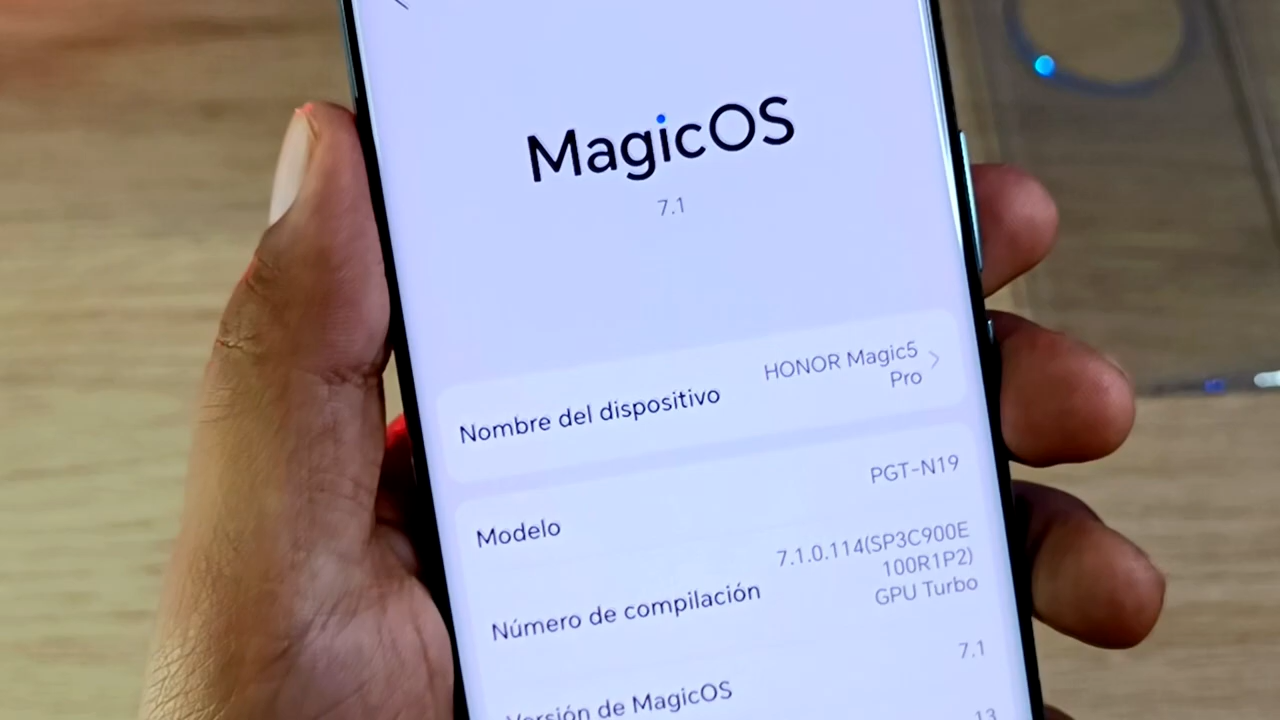 MagicOS
7.1
Nombre del dispositivo
HONOR Magic5
Pro
Modelo
PGT-N19
Número de compilación
7.1.0.114(SP3C900E
100R1P2)
GPU Turbo
Versión de MagicOS
7.1
13